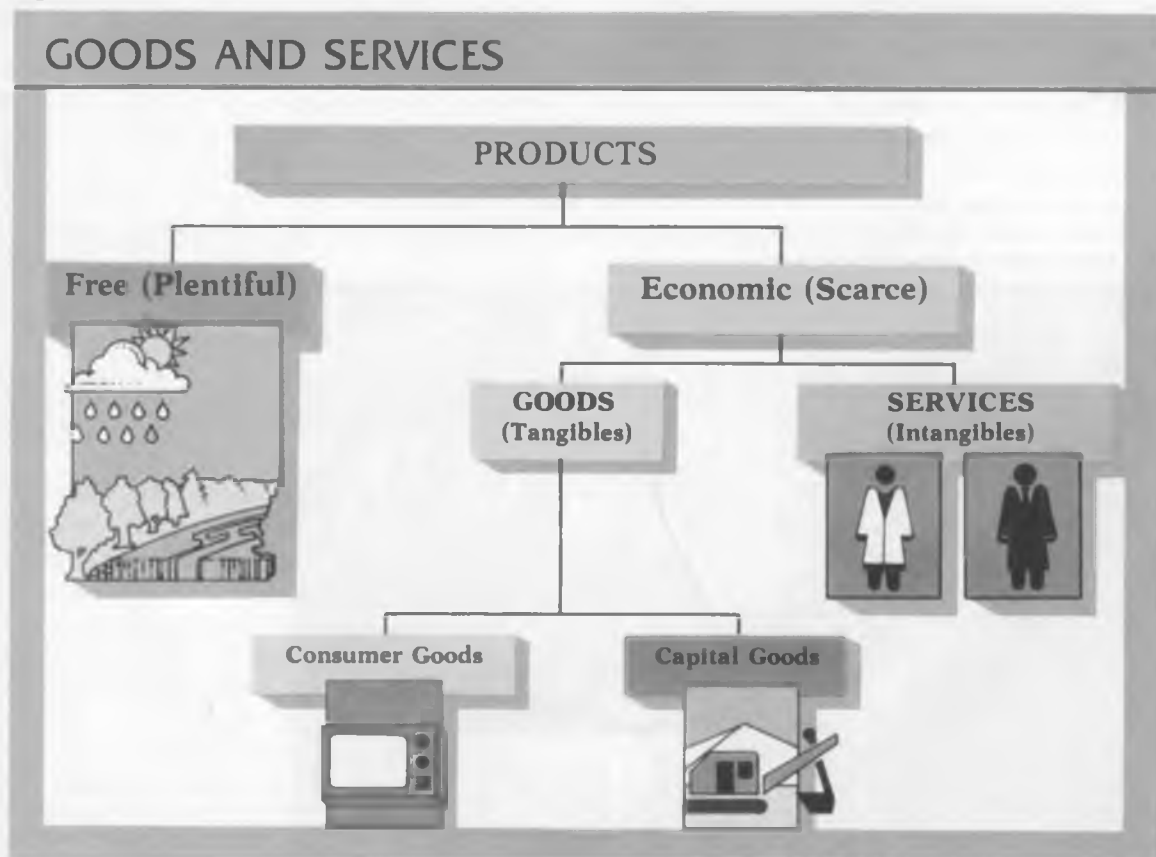 GOODS AND SERVICES
PRODUCTS
Free (Plentiful)
Economic (Scarce)
GOODS
(Tangibles)
SERVICES
(Intangibles)
Consumer Goods
Capital Goods